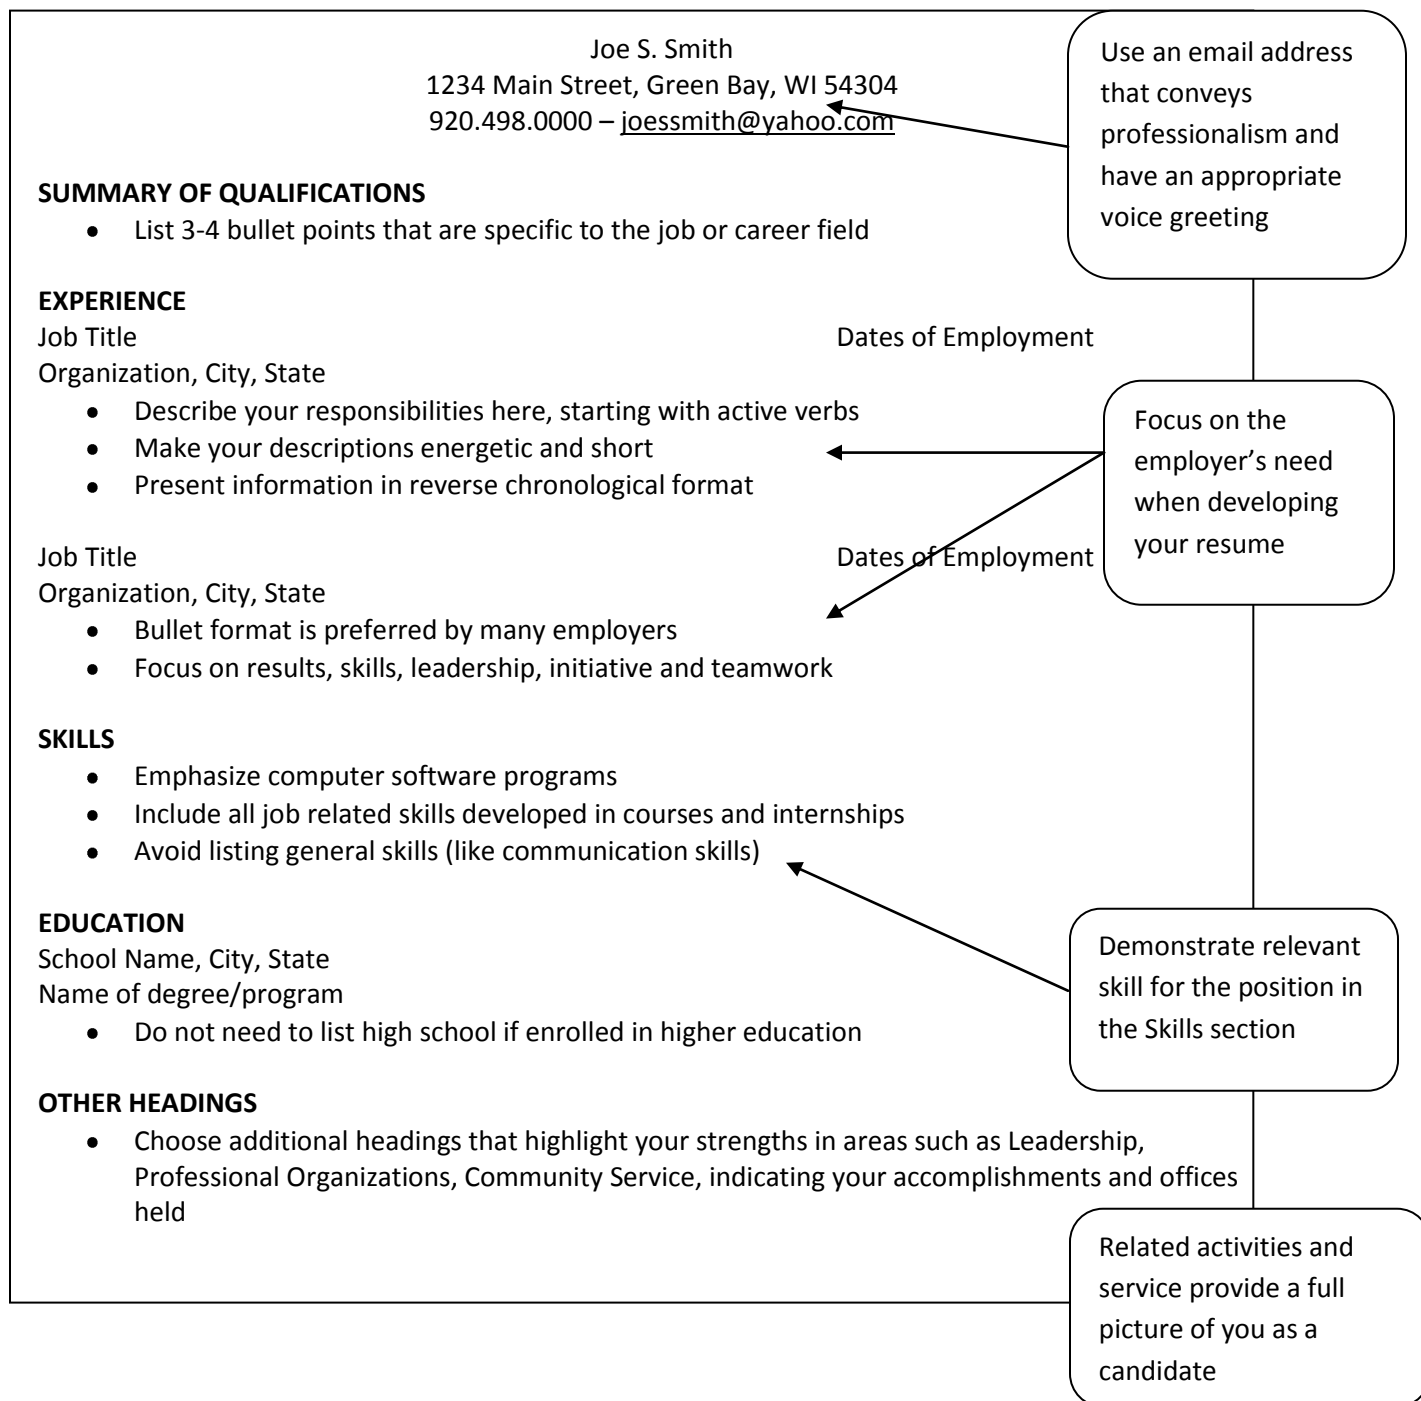 Joe S. Smith
1234 Main Street, Green Bay, WI 54304
920.498.0000 – joessmith@yahoo.com
Use an email address
that conveys
professionalism and
have an appropriate
voice greeting
SUMMARY OF QUALIFICATIONS
• List 3-4 bullet points that are specific to the job or career field
EXPERIENCE
Job Title Dates of Employment
Organization, City, State
• Describe your responsibilities here, starting with active verbs
• Make your descriptions energetic and short
• Present information in reverse chronological format
Focus on the
employer’s need
when developing
your resume
Job Title Dates of Employment
Organization, City, State
• Bullet format is preferred by many employers
• Focus on results, skills, leadership, initiative and teamwork
SKILLS
• Emphasize computer software programs
• Include all job related skills developed in courses and internships
• Avoid listing general skills (like communication skills)
EDUCATION
School Name, City, State
Name of degree/program
• Do not need to list high school if enrolled in higher education
Demonstrate relevant
skill for the position in
the Skills section
OTHER HEADINGS
• Choose additional headings that highlight your strengths in areas such as Leadership,
Professional Organizations, Community Service, indicating your accomplishments and offices
held
Related activities and
service provide a full
picture of you as a
candidate